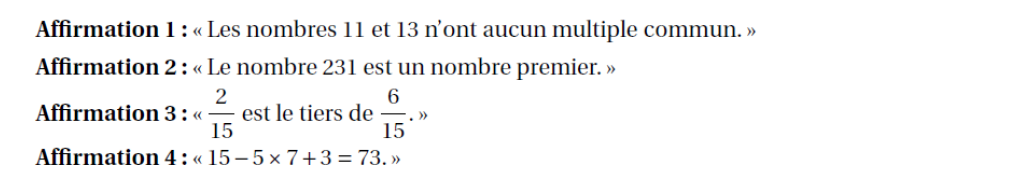 Affirmation 1 : « Les nombres 11 et 13 n’ont aucun multiple commun. »
Affirmation 2 : « Le nombre 231 est un nombre premier. »
Affirmation 3 : « 2/15 est le tiers de 6/15. »
Affirmation 4 : « 15 − 5 × 7 + 3 = 73. »